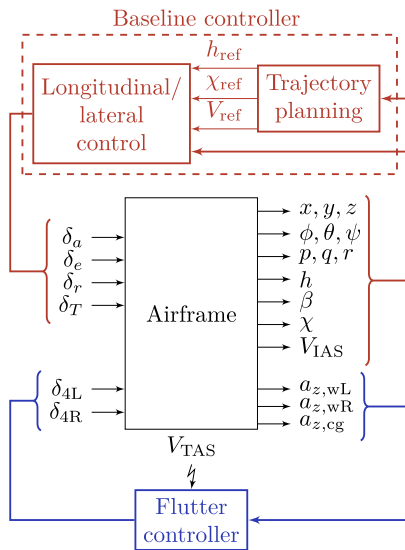 Baseline controller
h_ref
Longitudinal/
lateral
control
χ_ref
V_ref
Trajectory
planning
δ_a
δ_e
δ_r
δ_T
Airframe
x, y, z
ϕ, θ, ψ
p, q, r
h
β
χ
V_IAS
δ_4L
δ_4R
a_z,wL
a_z,wR
a_z,cg
V_TAS
Flutter
controller